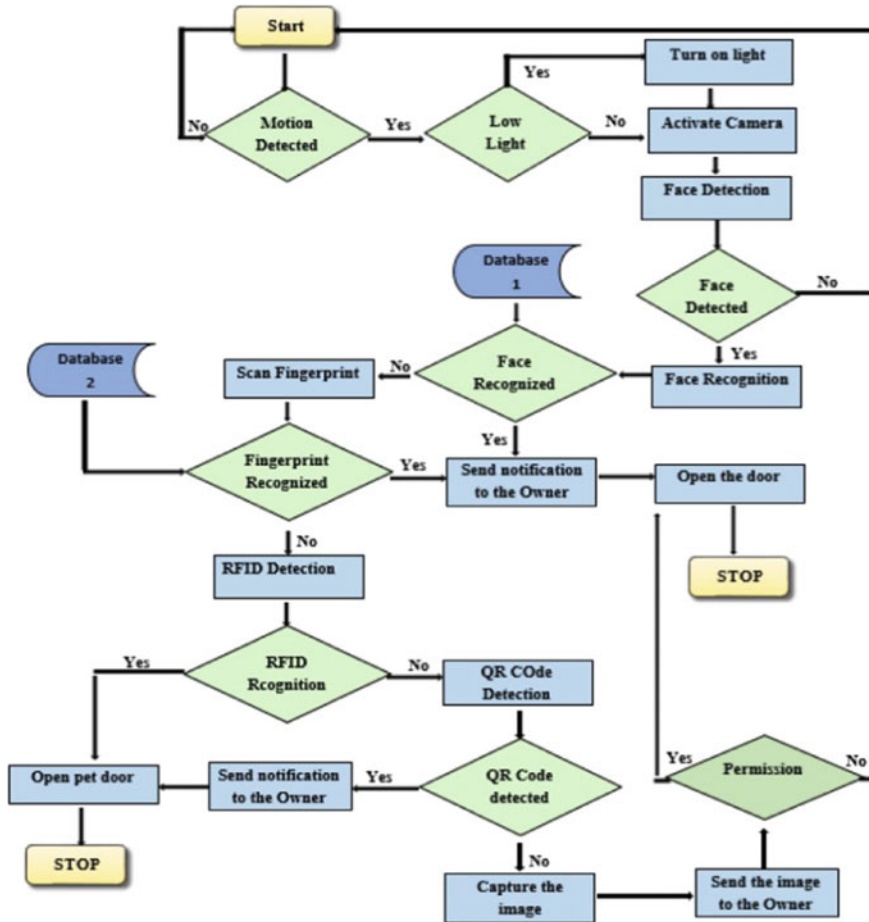 Start
Turn on light
Yes
No
Motion
Detected
Yes
Low
Light
No
Activate Camera
Face Detection
Database
1
Face
Detected
No
Database
2
Scan Fingerprint
No
Face
Recognized
Yes
Face Recognition
Yes
Fingerprint
Recognized
Yes
Send notification
to the Owner
Open the door
No
RFID Detection
STOP
Yes
RFID
Rcognition
No
QR COde
Detection
Open pet door
Send notification
to the Owner
Yes
QR Code
detected
Yes
Permission
No
STOP
No
Capture the
image
Send the image
to the Owner